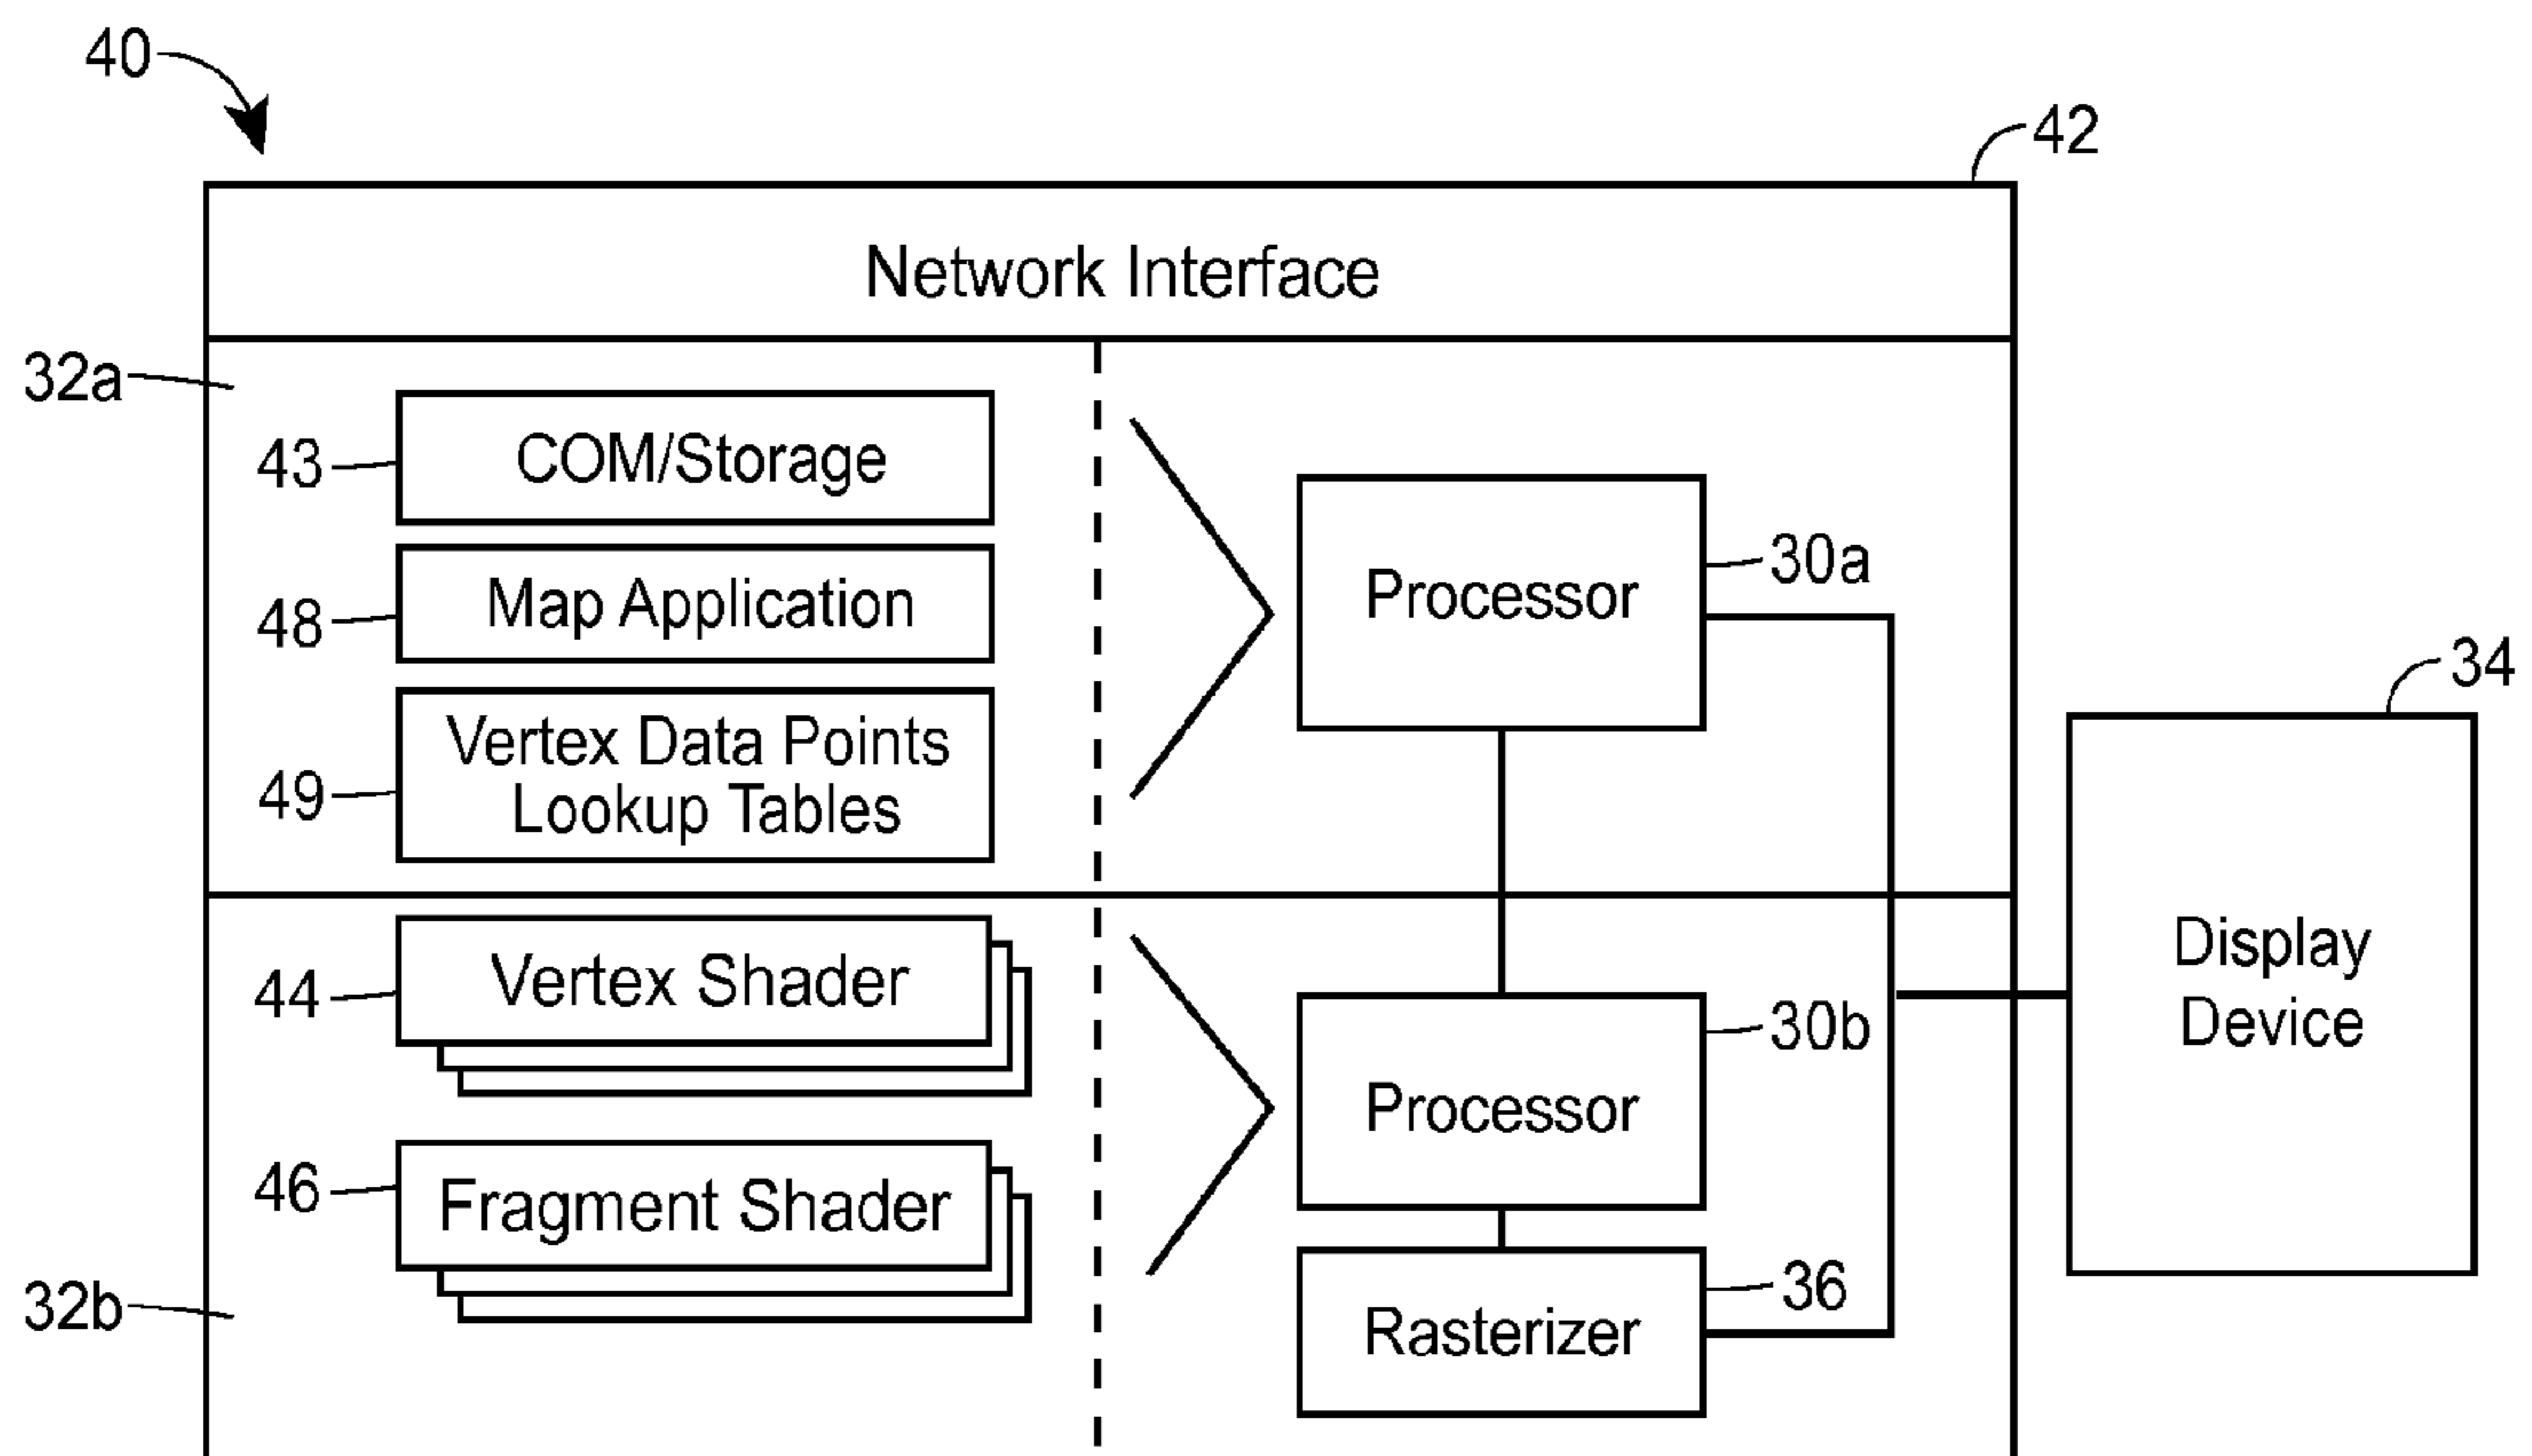 40
42
Network Interface
32a
43
COM/Storage
48
Map Application
49
Vertex Data Points
Lookup Tables
Processor
30a
34
Display
Device
44
Vertex Shader
30b
Processor
46
Fragment Shader
32b
36
Rasterizer